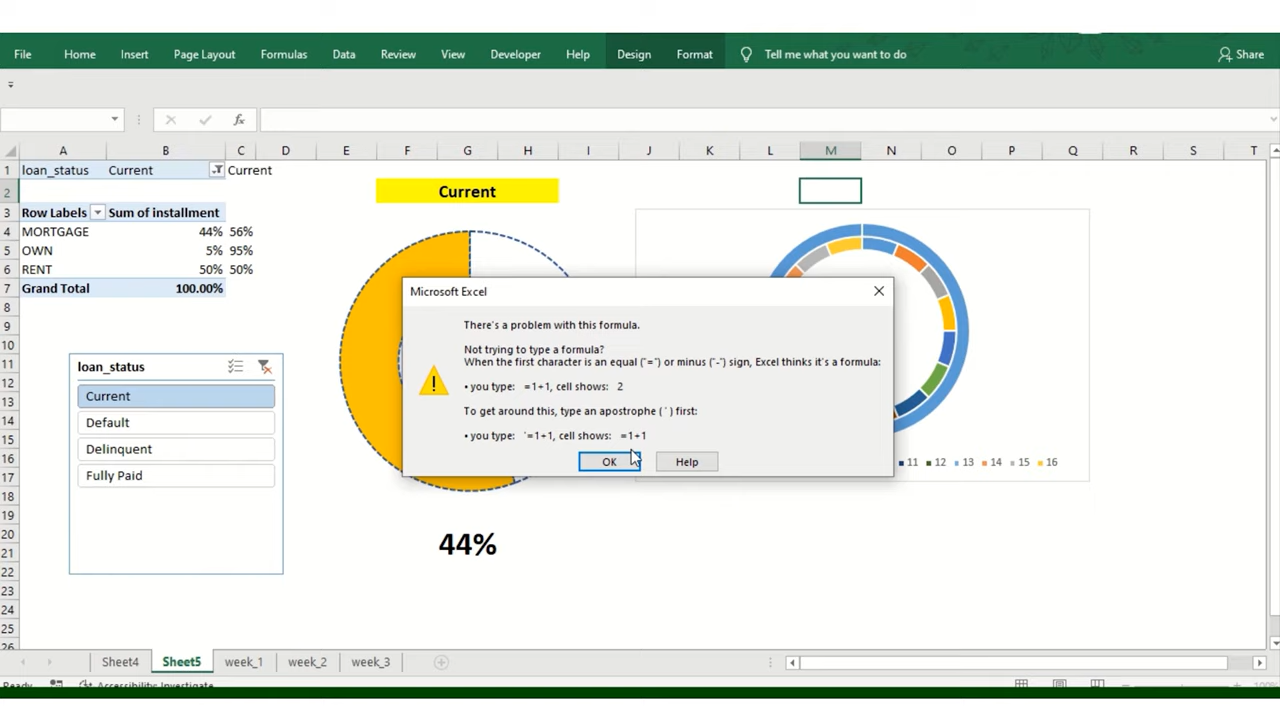 File Home Insert Page Layout Formulas Data Review View Developer Help Design Format Tell me what you want to do Share
fx
A B C D E F G H I J K L M N O P Q R S T
1 loan_status Current Current
2 Current
3 Row Labels Sum of installment
4 MORTGAGE 44% 56%
5 OWN 5% 95%
6 RENT 50% 50%
7 Grand Total 100.00%
8
9
10
11
12
13
14
15
16
17
18
19
20
21
22
23
24
25
26
loan_status
Current
Default
Delinquent
Fully Paid
44%
Microsoft Excel
There's a problem with this formula.
Not trying to type a formula?
When the first character is an equal ("=") or minus ("-") sign, Excel thinks it's a formula:
• you type: =1+1, cell shows: 2
To get around this, type an apostrophe ( ' ) first:
• you type: '=1+1, cell shows: =1+1
OK Help
11 12 13 14 15 16
Sheet4 Sheet5 week_1 week_2 week_3
Ready Accessibility: Investigate 100%